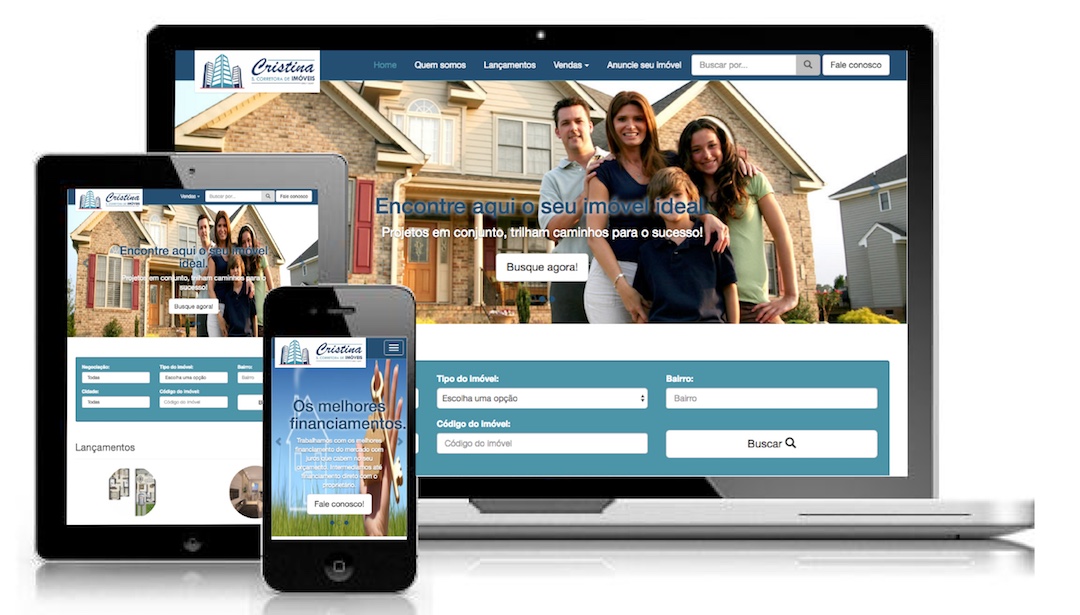 Cristina
S. CORRETORA DE IMÓVEIS
Home Quem somos Lançamentos Vendas Anuncie seu imóvel Buscar por... Fale conosco
Encontre aqui o seu imóvel ideal.
Projetos em conjunto, trilham caminhos para o sucesso!
Busque agora!
Tipo do imóvel:
Escolha uma opção
Bairro:
Bairro
Código do imóvel:
Código do imóvel
Buscar
Cristina
Vendas Buscar por... Fale conosco
Encontre aqui o seu imóvel
ideal.
Projetos em conjunto, trilham caminhos para o
sucesso!
Busque agora!
Negociação: Tipo do imóvel: Bairro:
Todas Escolha uma opção Bairro
Cidade: Código do imóvel:
Todas Código do imóvel B
Lançamentos
Cristina
S. CORRETORA DE IMÓVEIS
Os melhores
financiamentos.
Trabalhamos com os melhores
financiamento do mercado com
juros que cabem no seu
orçamento. Intermediamos até
financiamento direto com o
proprietário.
Fale conosco!